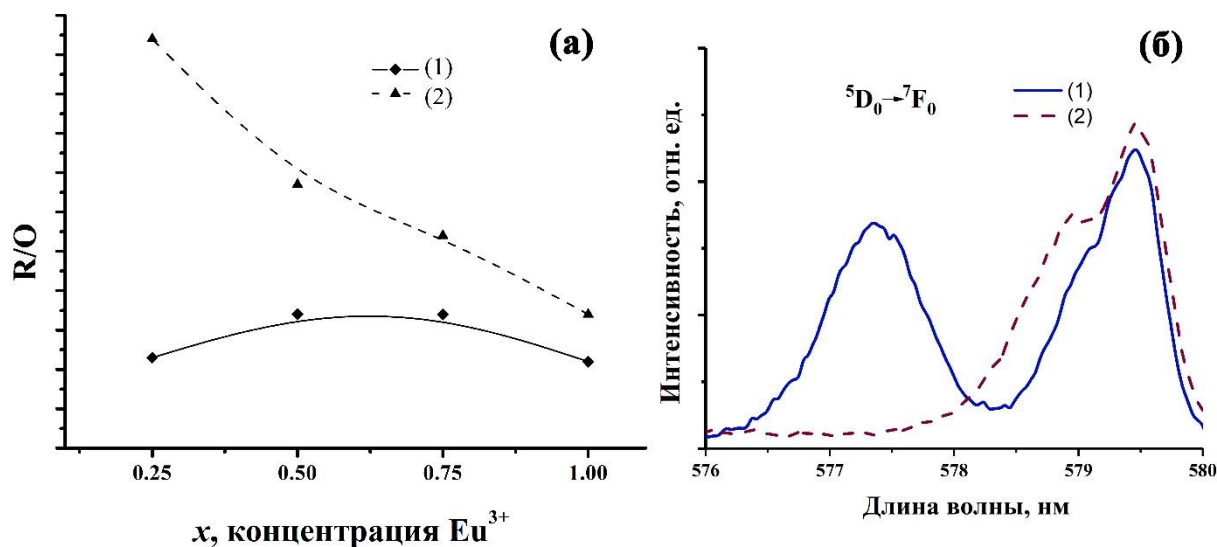 (а)
(1)
(2)
R/O
0.25 0.50 0.75 1.00
x, концентрация Eu³⁺
(б)
⁵D₀→⁷F₀
(1)
(2)
Интенсивность, отн. ед.
576 577 578 579 580
Длина волны, нм